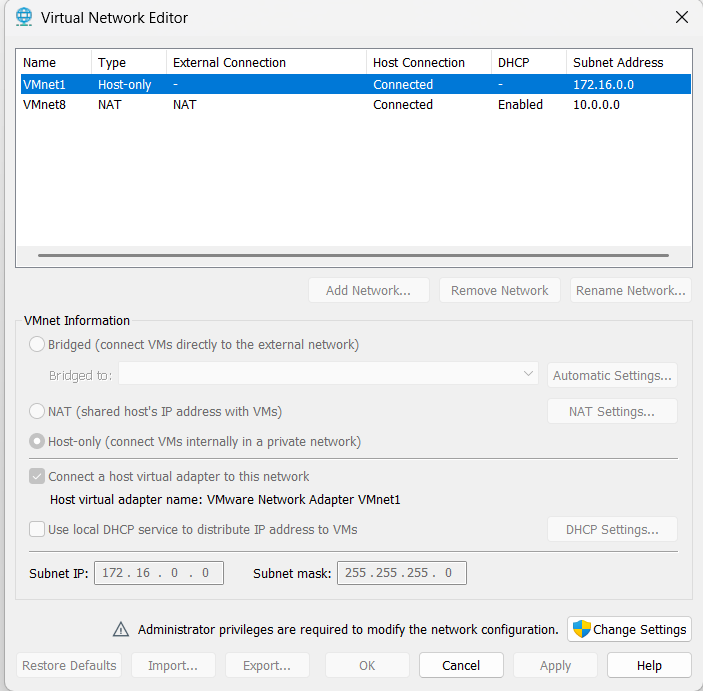 Virtual Network Editor
Name Type External Connection Host Connection DHCP Subnet Address
VMnet1 Host-only - Connected - 172.16.0.0
VMnet8 NAT NAT Connected Enabled 10.0.0.0
Add Network... Remove Network Rename Network...
VMnet Information
Bridged (connect VMs directly to the external network)
Bridged to: Automatic Settings...
NAT (shared host's IP address with VMs) NAT Settings...
Host-only (connect VMs internally in a private network)
Connect a host virtual adapter to this network
Host virtual adapter name: VMware Network Adapter VMnet1
Use local DHCP service to distribute IP address to VMs DHCP Settings...
Subnet IP: 172 . 16 . 0 . 0 Subnet mask: 255 . 255 . 255 . 0
Administrator privileges are required to modify the network configuration. Change Settings
Restore Defaults Import... Export... OK Cancel Apply Help